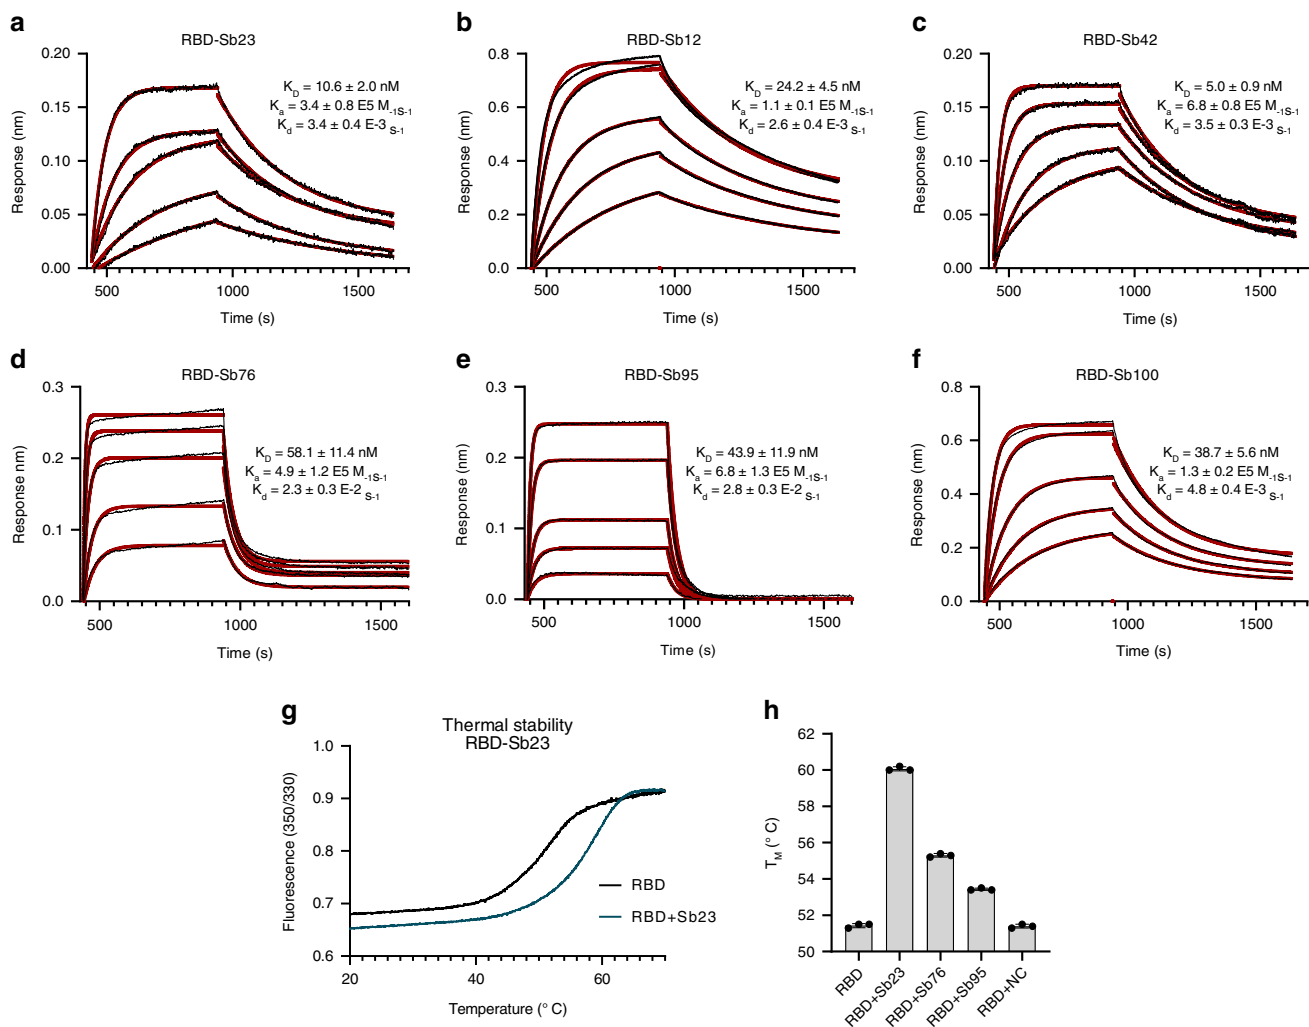 a
RBD-Sb23
0.20
0.15
0.10
0.05
0.00
Response (nm)
500
1000
1500
Time (s)
K_D = 10.6 ± 2.0 nM
K_a = 3.4 ± 0.8 E5 M_-1S-1
K_d = 3.4 ± 0.4 E-3 _S-1
b
RBD-Sb12
0.8
0.6
0.4
0.2
0.0
Response (nm)
500
1000
1500
Time (s)
K_D = 24.2 ± 4.5 nM
K_a = 1.1 ± 0.1 E5 M_-1S-1
K_d = 2.6 ± 0.4 E-3 _S-1
c
RBD-Sb42
0.20
0.15
0.10
0.05
0.00
Response (nm)
500
1000
1500
Time (s)
K_D = 5.0 ± 0.9 nM
K_a = 6.8 ± 0.8 E5 M_-1S-1
K_d = 3.5 ± 0.3 E-3 _S-1
d
RBD-Sb76
0.3
0.2
0.1
0.0
Response nm)
500
1000
1500
Time (s)
K_D = 58.1 ± 11.4 nM
K_a = 4.9 ± 1.2 E5 M_-1S-1
K_d = 2.3 ± 0.3 E-2 _S-1
e
RBD-Sb95
0.3
0.2
0.1
0.0
Response (nm)
500
1000
1500
Time (s)
K_D = 43.9 ± 11.9 nM
K_a = 6.8 ± 1.3 E5 M_-1S-1
K_d = 2.8 ± 0.3 E-2 _S-1
f
RBD-Sb100
0.8
0.6
0.4
0.2
0.0
Response (nm)
500
1000
1500
Time (s)
K_D = 38.7 ± 5.6 nM
K_a = 1.3 ± 0.2 E5 M_-1S-1
K_d = 4.8 ± 0.4 E-3 _S-1
g
Thermal stability
RBD-Sb23
1.0
0.9
0.8
0.7
0.6
Fluorescence (350/330)
20
40
60
Temperature (° C)
RBD
RBD+Sb23
h
62
60
58
56
54
52
50
T_M (° C)
RBD
RBD+Sb23
RBD+Sb76
RBD+Sb95
RBD+NC